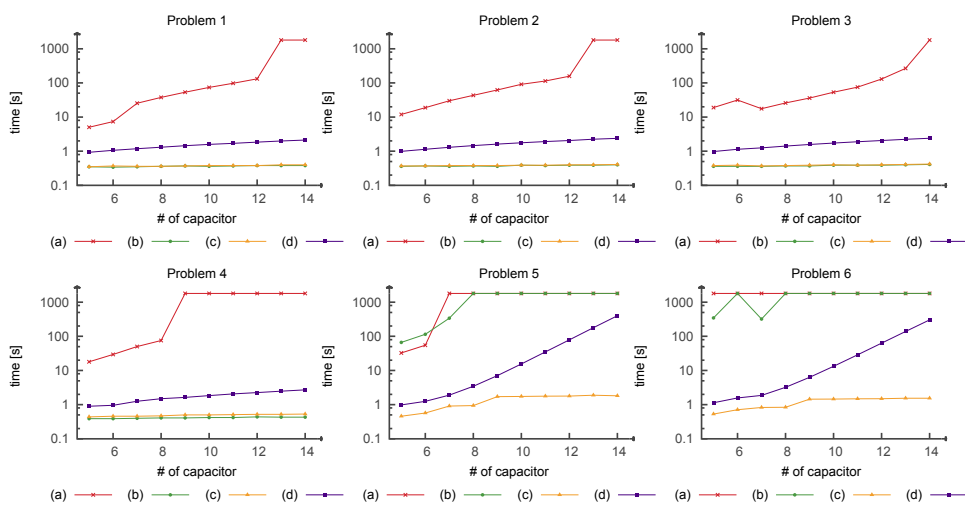 Problem 1
Problem 2
Problem 3
time [s]
1000
100
10
1
0.1
6 8 10 12 14
# of capacitor
time [s]
1000
100
10
1
0.1
6 8 10 12 14
# of capacitor
time [s]
1000
100
10
1
0.1
6 8 10 12 14
# of capacitor
(a) (b) (c) (d)
(a) (b) (c) (d)
(a) (b) (c) (d)
Problem 4
Problem 5
Problem 6
time [s]
1000
100
10
1
0.1
6 8 10 12 14
# of capacitor
time [s]
1000
100
10
1
0.1
6 8 10 12 14
# of capacitor
time [s]
1000
100
10
1
0.1
6 8 10 12 14
# of capacitor
(a) (b) (c) (d)
(a) (b) (c) (d)
(a) (b) (c) (d)